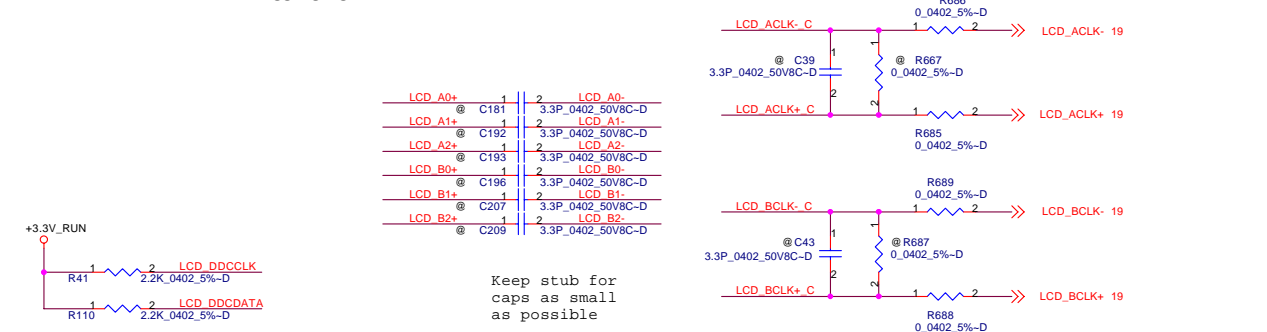 R686
0_0402_5%~D
LCD_ACLK-_C
1
2
LCD_ACLK- 19
1
1
@ C39
3.3P_0402_50V8C~D
@ R667
0_0402_5%~D
2
2
LCD_ACLK+_C
1
2
LCD_ACLK+ 19
R685
0_0402_5%~D
LCD_A0+ 1 2 LCD_A0-
@ C181 3.3P_0402_50V8C~D
LCD_A1+ 1 2 LCD_A1-
@ C192 3.3P_0402_50V8C~D
LCD_A2+ 1 2 LCD_A2-
@ C193 3.3P_0402_50V8C~D
LCD_B0+ 1 2 LCD_B0-
@ C196 3.3P_0402_50V8C~D
LCD_B1+ 1 2 LCD_B1-
@ C207 3.3P_0402_50V8C~D
LCD_B2+ 1 2 LCD_B2-
@ C209 3.3P_0402_50V8C~D
R689
0_0402_5%~D
LCD_BCLK-_C
1
2
LCD_BCLK- 19
1
1
@ C43
3.3P_0402_50V8C~D
@ R687
0_0402_5%~D
2
2
LCD_BCLK+_C
1
2
LCD_BCLK+ 19
R688
0_0402_5%~D
+3.3V_RUN
1 2 LCD_DDCCLK
R41 2.2K_0402_5%~D
1 2 LCD_DDCDATA
R110 2.2K_0402_5%~D
Keep stub for
caps as small
as possible